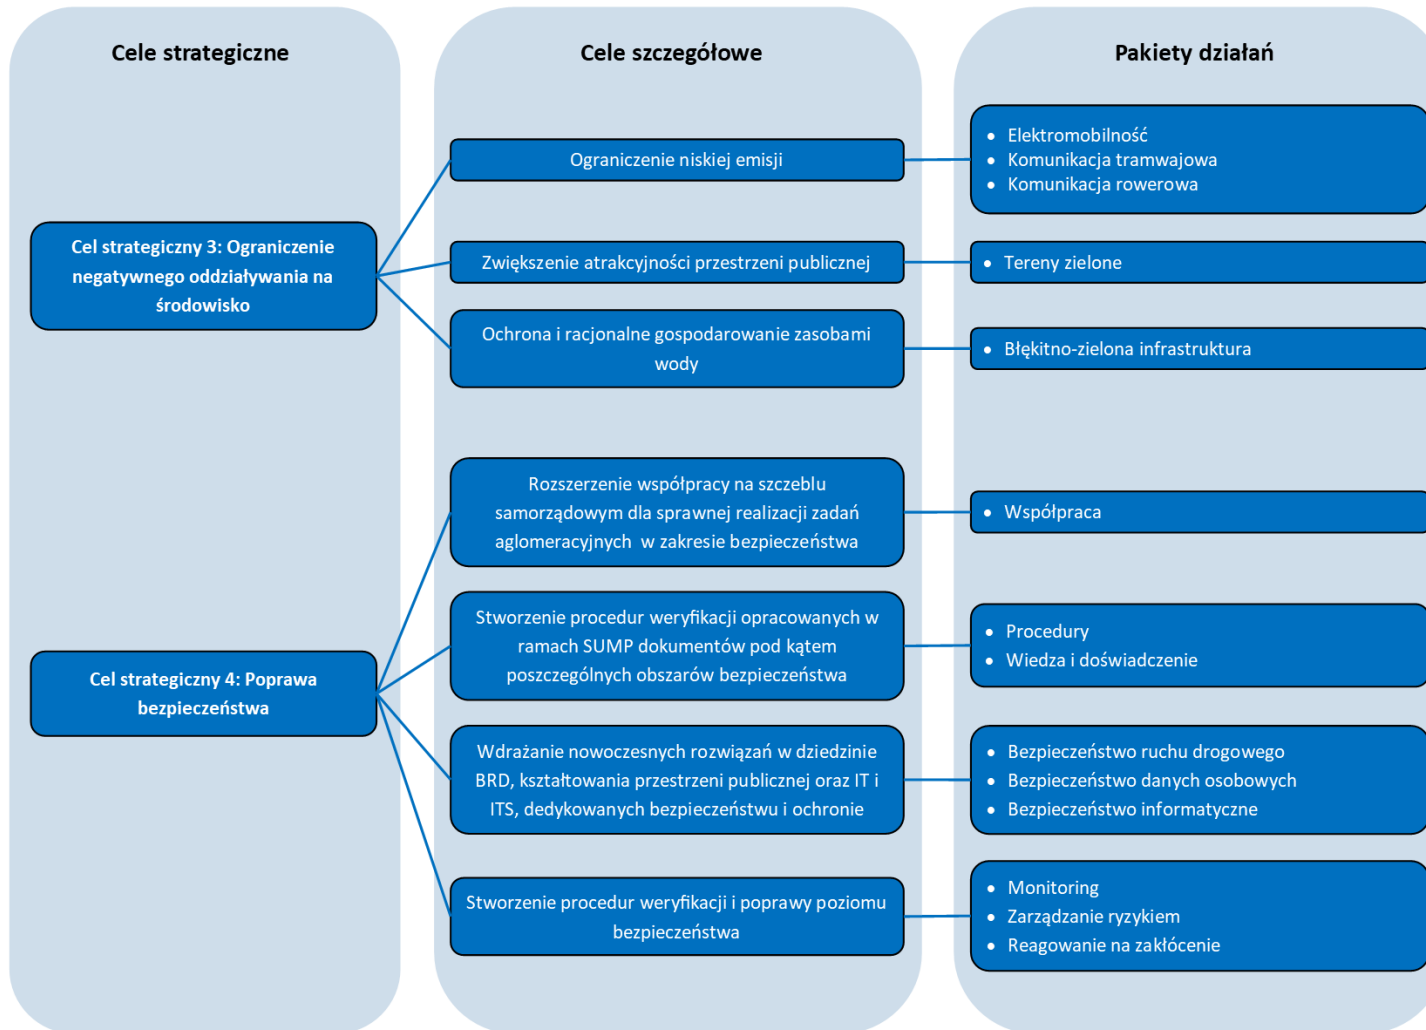 Cele strategiczne
Cele szczegółowe
Pakiety działań
Cel strategiczny 3: Ograniczenie
negatywnego oddziaływania na
środowisko
Ograniczenie niskiej emisji
• Elektromobilność
• Komunikacja tramwajowa
• Komunikacja rowerowa
Zwiększenie atrakcyjności przestrzeni publicznej
• Tereny zielone
Ochrona i racjonalne gospodarowanie zasobami
wody
• Błękitno-zielona infrastruktura
Cel strategiczny 4: Poprawa
bezpieczeństwa
Rozszerzenie współpracy na szczeblu
samorządowym dla sprawnej realizacji zadań
aglomeracyjnych w zakresie bezpieczeństwa
• Współpraca
Stworzenie procedur weryfikacji opracowanych w
ramach SUMP dokumentów pod kątem
poszczególnych obszarów bezpieczeństwa
• Procedury
• Wiedza i doświadczenie
Wdrażanie nowoczesnych rozwiązań w dziedzinie
BRD, kształtowania przestrzeni publicznej oraz IT i
ITS, dedykowanych bezpieczeństwu i ochronie
• Bezpieczeństwo ruchu drogowego
• Bezpieczeństwo danych osobowych
• Bezpieczeństwo informatyczne
Stworzenie procedur weryfikacji i poprawy poziomu
bezpieczeństwa
• Monitoring
• Zarządzanie ryzykiem
• Reagowanie na zakłócenie